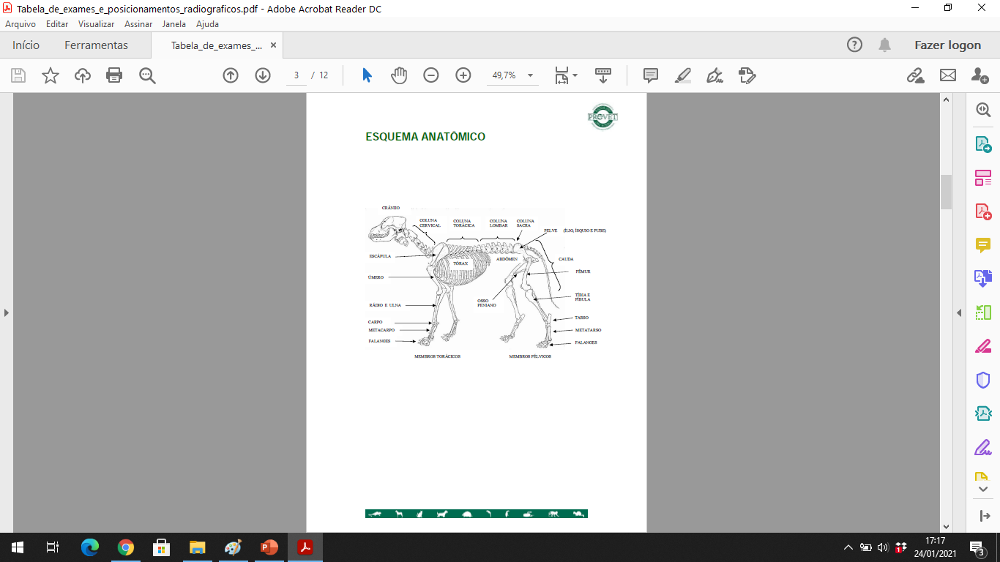 Tabela_de_exames_e_posicionamentos_radiograficos.pdf - Adobe Acrobat Reader DC
Arquivo Editar Visualizar Assinar Janela Ajuda
Início Ferramentas Tabela_de_exames_... Fazer logon
3 / 12 49,7%
PROVET
ESQUEMA ANATÔMICO
CRÂNIO
COLUNA CERVICAL
COLUNA TORÁCICA
COLUNA LOMBAR
COLUNA SACRA
PELVE (ÍLIO, ÍSQUIO E PUBE)
ESCÁPULA
TÓRAX
ABDÔMEN
CAUDA
ÚMERO
FÊMUR
RÁDIO E ULNA
OSSO PENIANO
TÍBIA E FÍBULA
CARPO
TARSO
METACARPO
METATARSO
FALANGES
FALANGES
MEMBROS TORÁCICOS
MEMBROS PÉLVICOS
17:17
24/01/2021
1
3